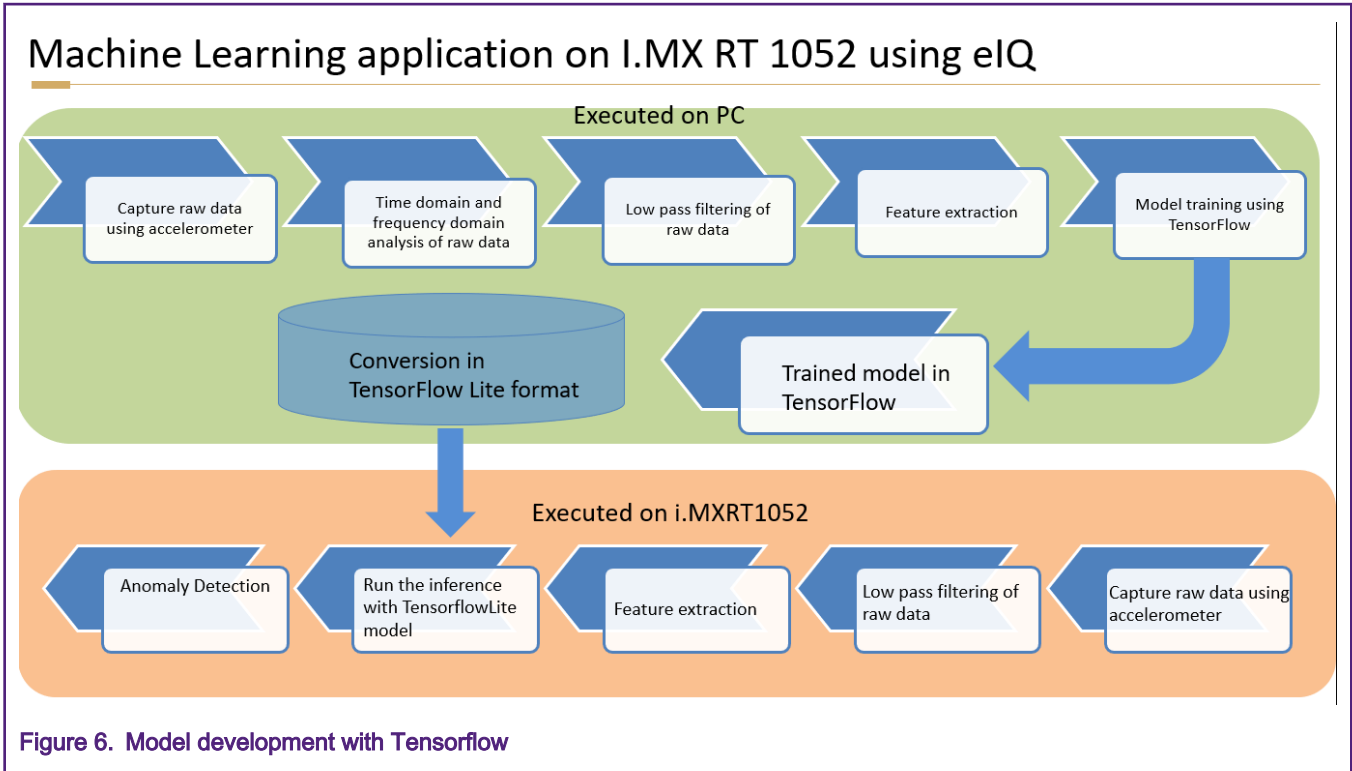 Machine Learning application on I.MX RT 1052 using eIQ
Executed on PC
Capture raw data
using accelerometer
Time domain and
frequency domain
analysis of raw data
Low pass filtering of
raw data
Feature extraction
Model training using
TensorFlow
Trained model in
TensorFlow
Conversion in
TensorFlow Lite format
Executed on i.MXRT1052
Anomaly Detection
Run the inference
with TensorflowLite
model
Feature extraction
Low pass filtering of
raw data
Capture raw data using
accelerometer
Figure 6. Model development with Tensorflow